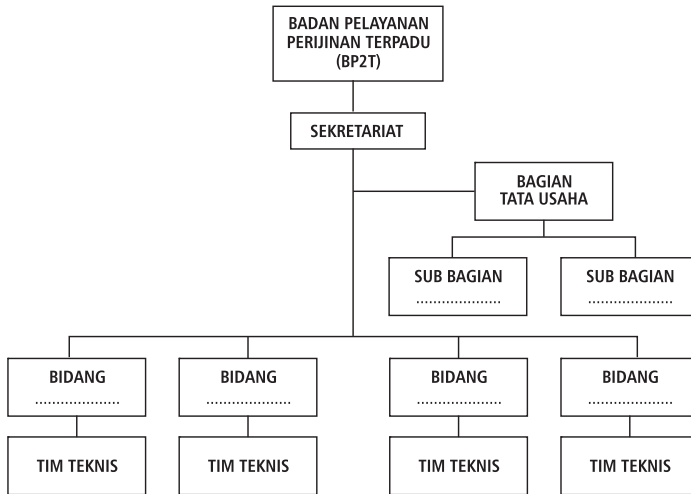 BADAN PELAYANAN
PERIJINAN TERPADU
(BP2T)
SEKRETARIAT
BAGIAN
TATA USAHA
SUB BAGIAN
.....................
SUB BAGIAN
.....................
BIDANG
.....................
BIDANG
.....................
BIDANG
.....................
BIDANG
.....................
TIM TEKNIS
TIM TEKNIS
TIM TEKNIS
TIM TEKNIS